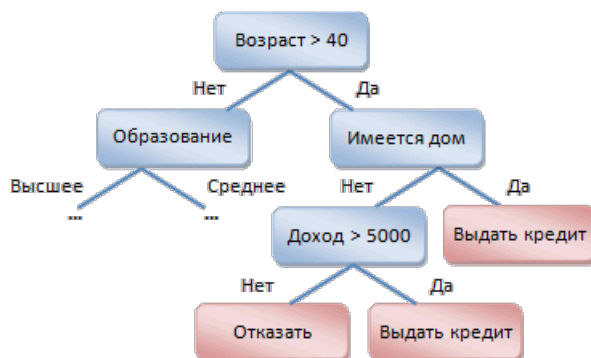 Возраст > 40
Нет
Да
Образование
Имеется дом
Высшее
Среднее
Нет
Да
...
...
Доход > 5000
Выдать кредит
Нет
Да
Отказать
Выдать кредит